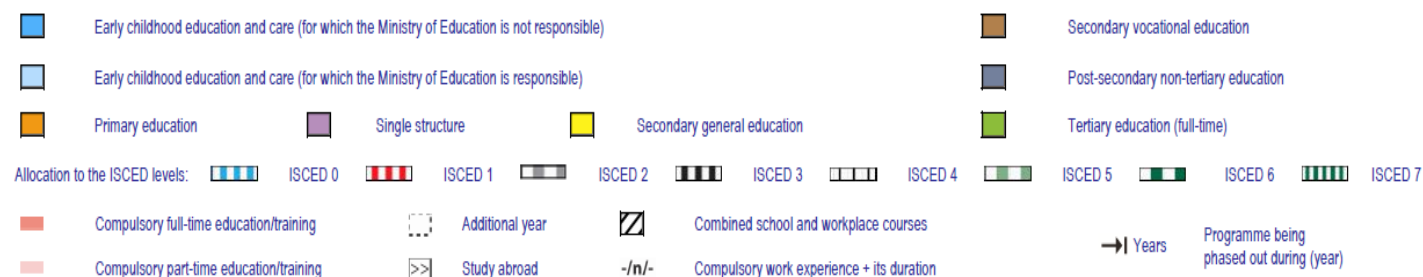 Early childhood education and care (for which the Ministry of Education is not responsible) Secondary vocational education
Early childhood education and care (for which the Ministry of Education is responsible) Post-secondary non-tertiary education
Primary education Single structure Secondary general education Tertiary education (full-time)
Allocation to the ISCED levels: ISCED 0 ISCED 1 ISCED 2 ISCED 3 ISCED 4 ISCED 5 ISCED 6 ISCED 7
Compulsory full-time education/training Additional year Combined school and workplace courses
Years Programme being
phased out during (year)
Compulsory part-time education/training >> Study abroad -/n/- Compulsory work experience + its duration